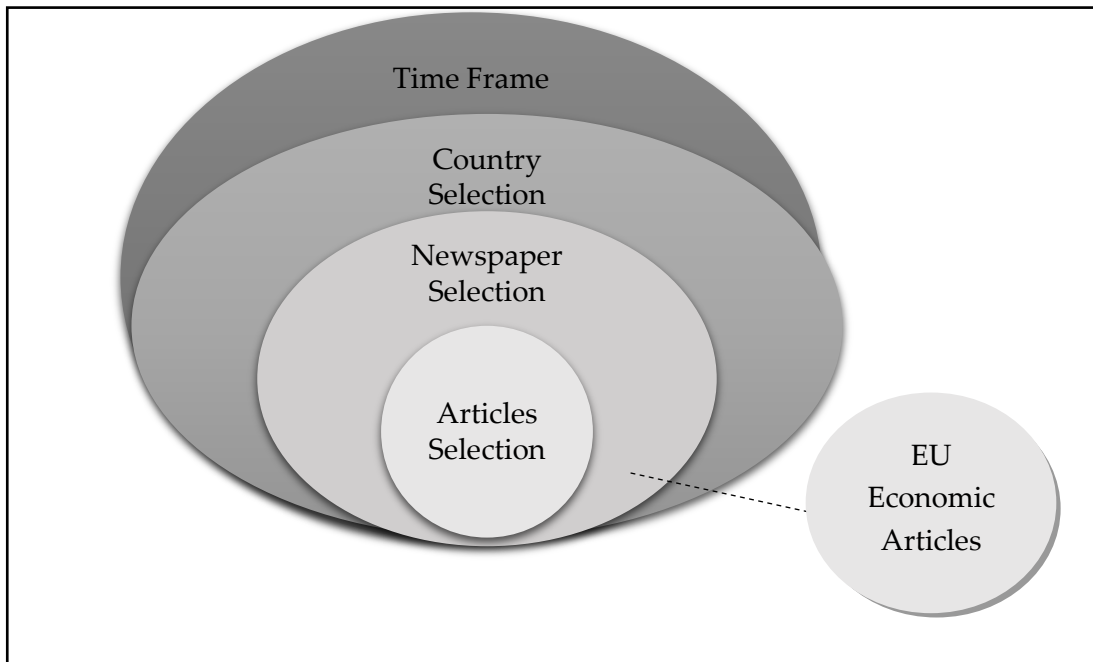 Time Frame
Country
Selection
Newspaper
Selection
Articles
Selection
EU
Economic
Articles